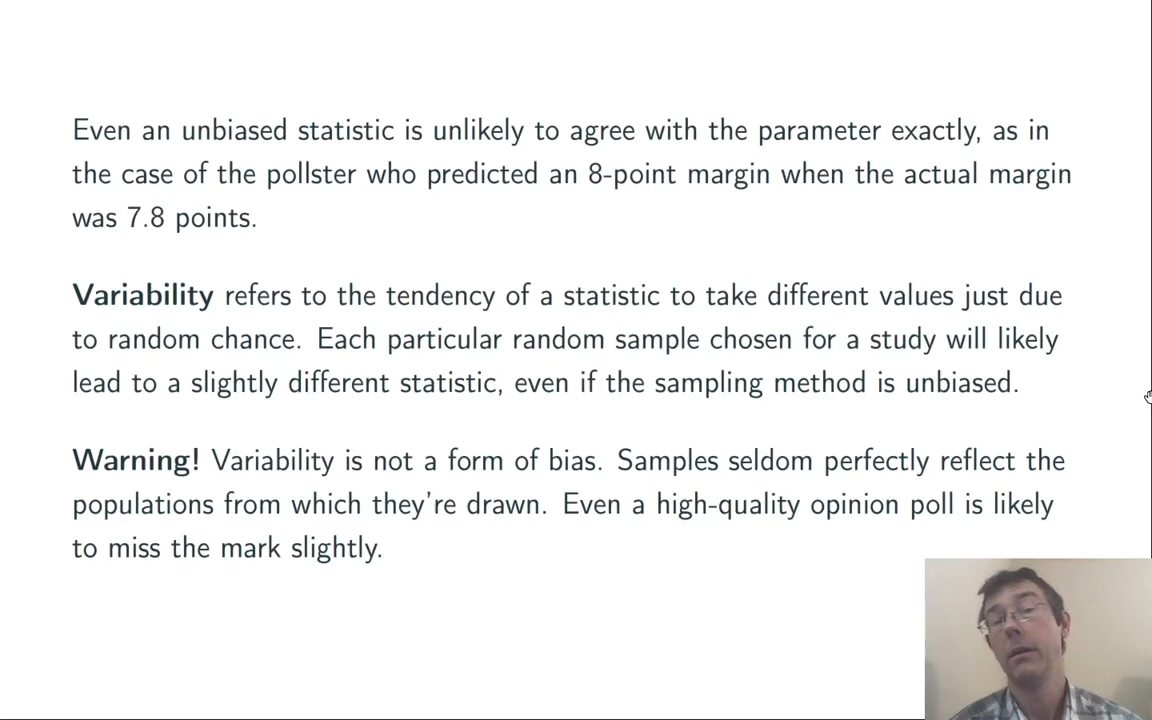 Even an unbiased statistic is unlikely to agree with the parameter exactly, as in
the case of the pollster who predicted an 8-point margin when the actual margin
was 7.8 points.
Variability refers to the tendency of a statistic to take different values just due
to random chance. Each particular random sample chosen for a study will likely
lead to a slightly different statistic, even if the sampling method is unbiased.
Warning! Variability is not a form of bias. Samples seldom perfectly reflect the
populations from which they're drawn. Even a high-quality opinion poll is likely
to miss the mark slightly.